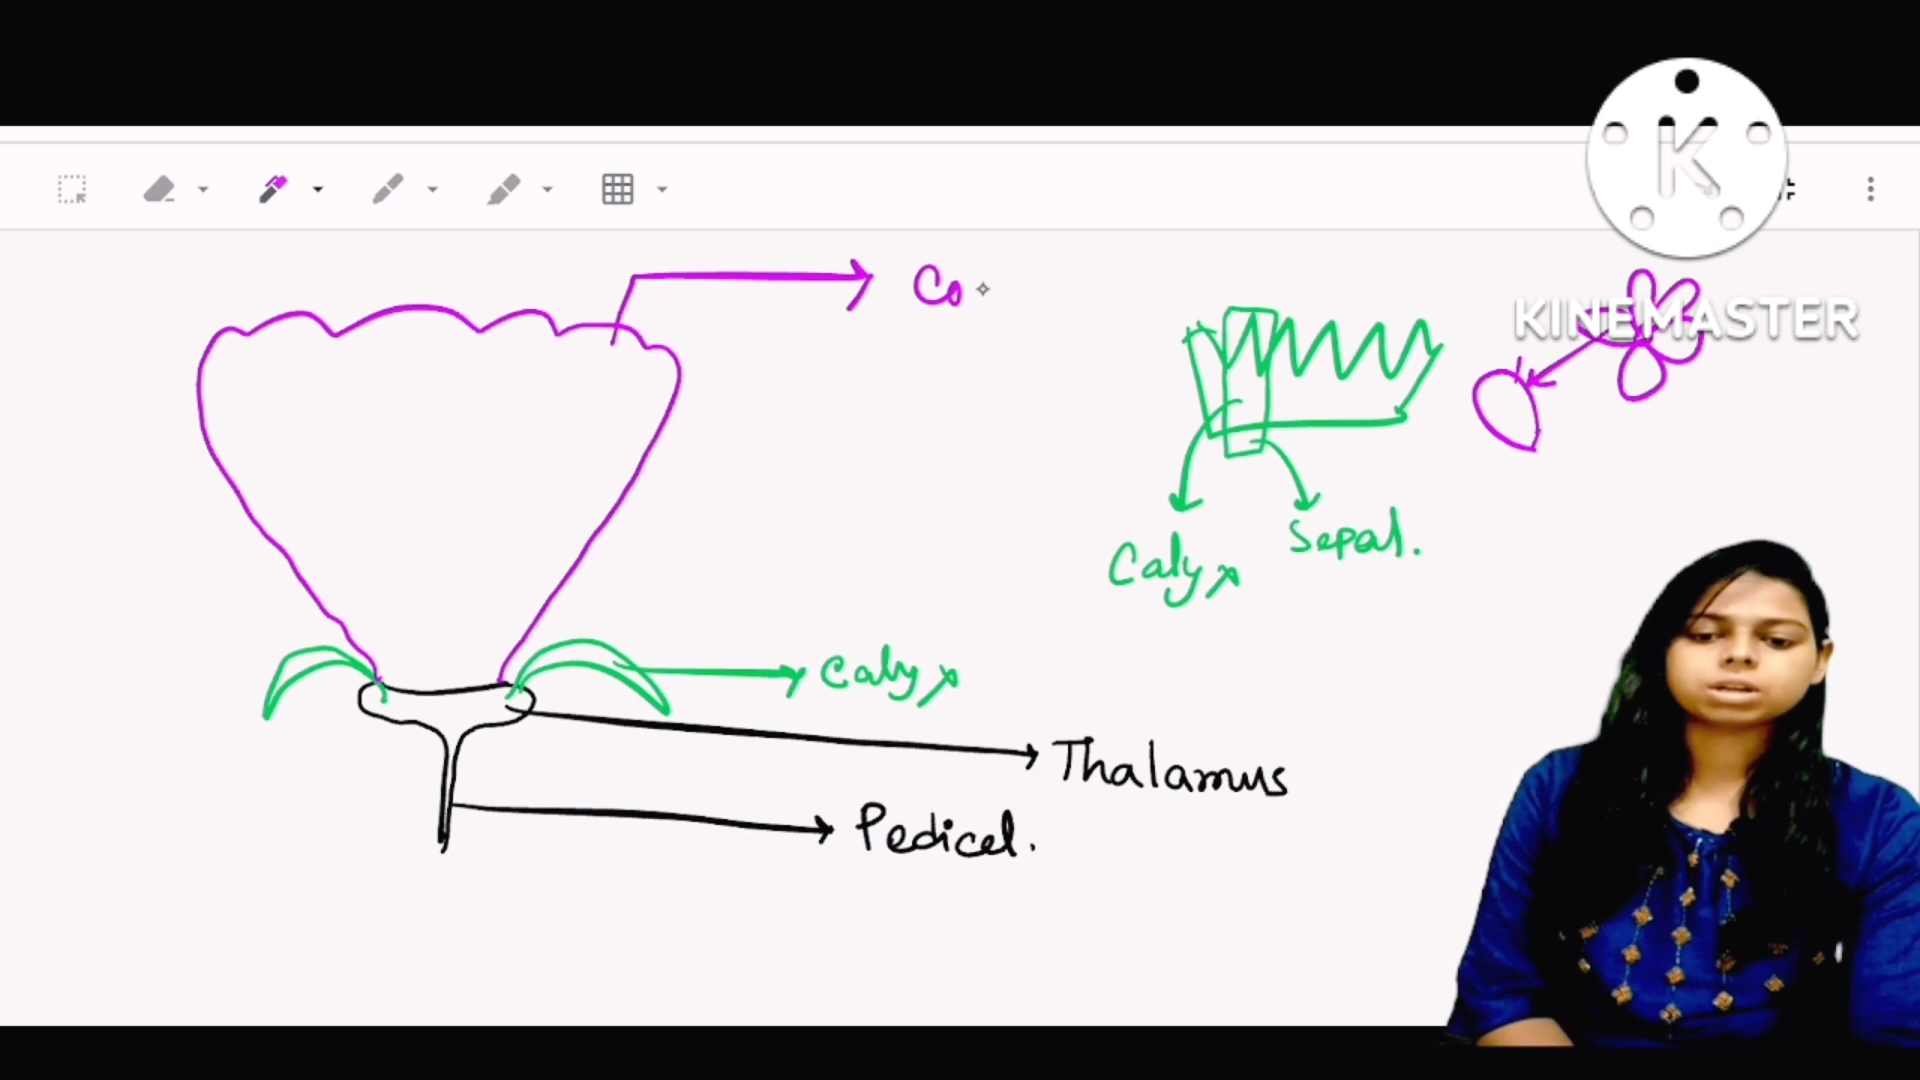 K
KINEMASTER
Co
Sepal.
Calyx
Calyx
Thalamus
Pedicel.